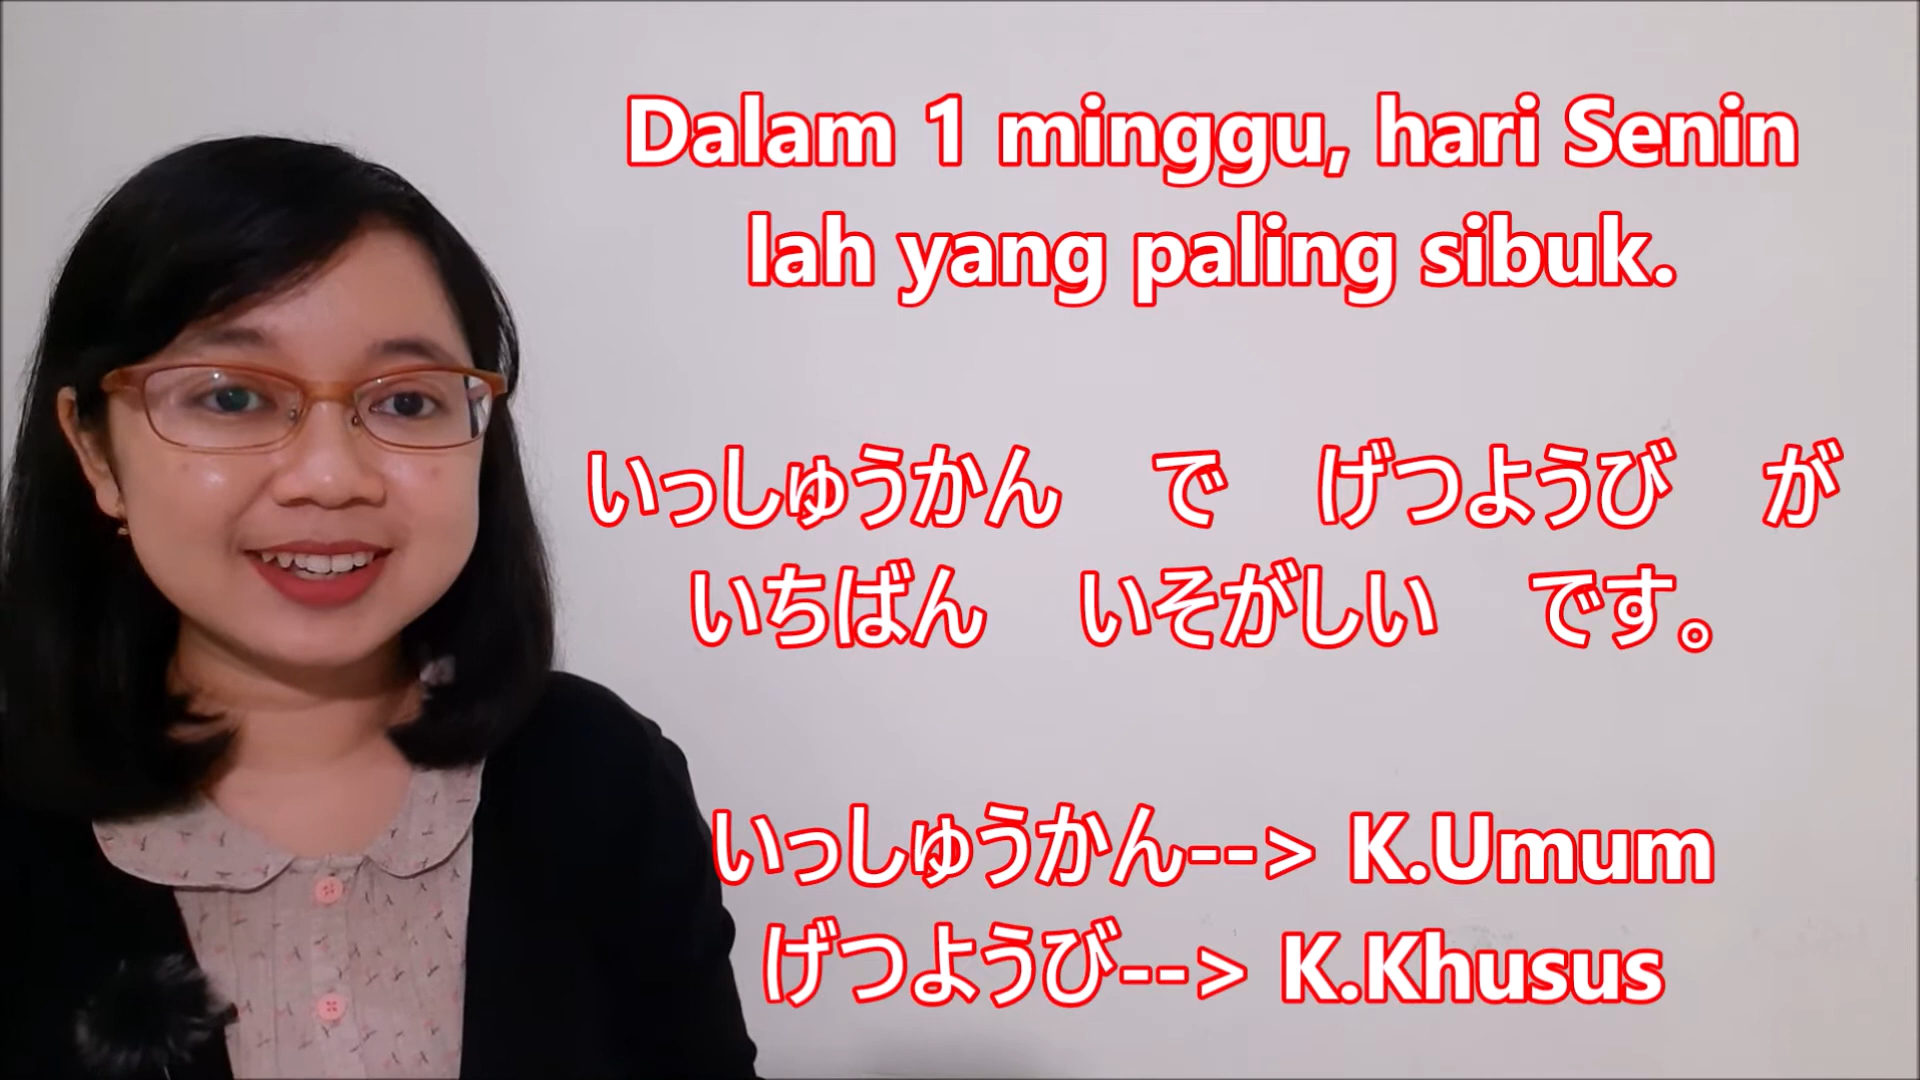 Dalam 1 minggu, hari Senin
lah yang paling sibuk.
いっしゅうかん　で　げつようび　が
いちばん　いそがしい　です。
いっしゅうかん--> K.Umum
げつようび--> K.Khusus